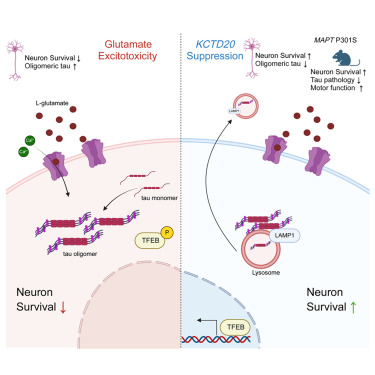 Glutamate
Excitotoxicity
Neuron Survival ↓
Oligomeric tau ↑
L-glutamate
Ca²⁺
Ca²⁺
tau monomer
tau oligomer
TFEB
P
Neuron
Survival ↓
KCTD20
Suppression
Neuron Survival ↑
Oligomeric tau ↓
MAPT P301S
Neuron Survival ↑
Tau pathology ↓
Motor function ↑
LAMP1
LAMP1
Lysosome
Neuron
Survival ↑
TFEB